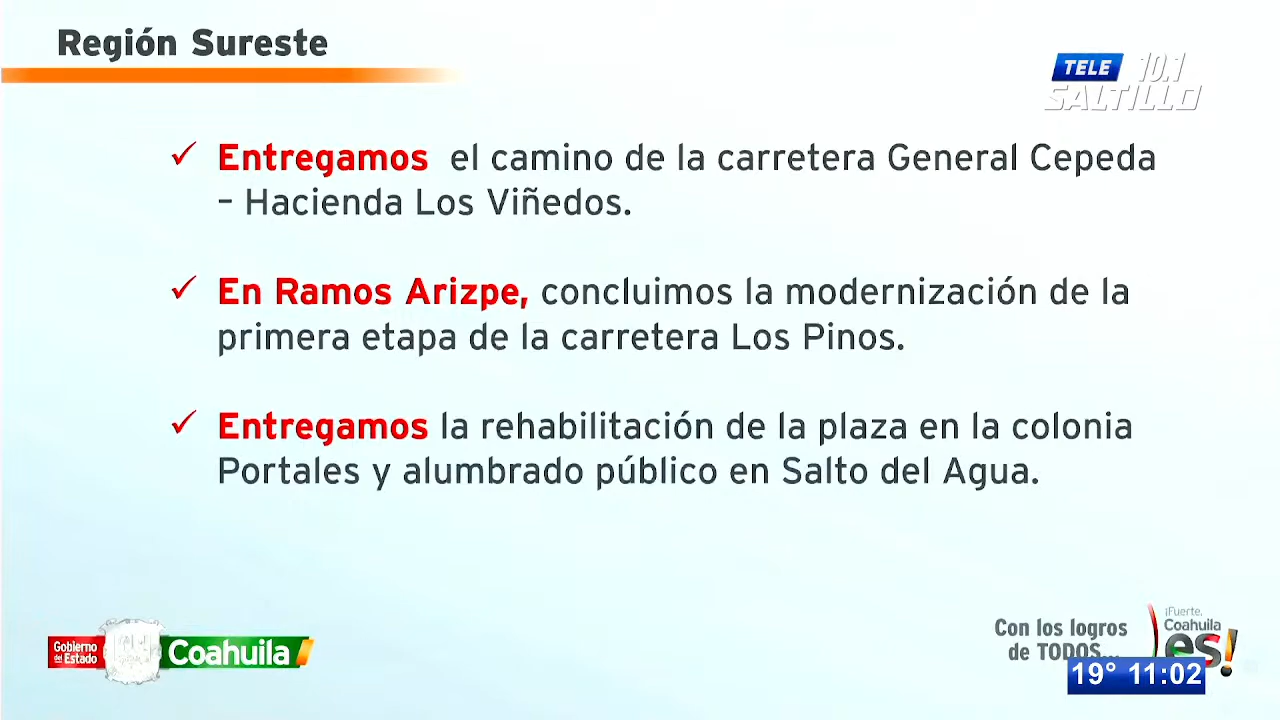 Región Sureste
TELE 10.1
SALTILLO
✓ Entregamos el camino de la carretera General Cepeda
– Hacienda Los Viñedos.
✓ En Ramos Arizpe, concluimos la modernización de la
primera etapa de la carretera Los Pinos.
✓ Entregamos la rehabilitación de la plaza en la colonia
Portales y alumbrado público en Salto del Agua.
Gobierno
del Estado
Coahuila
Con los logros
de TODOS...
¡Fuerte,
Coahuila
es!
19° 11:02